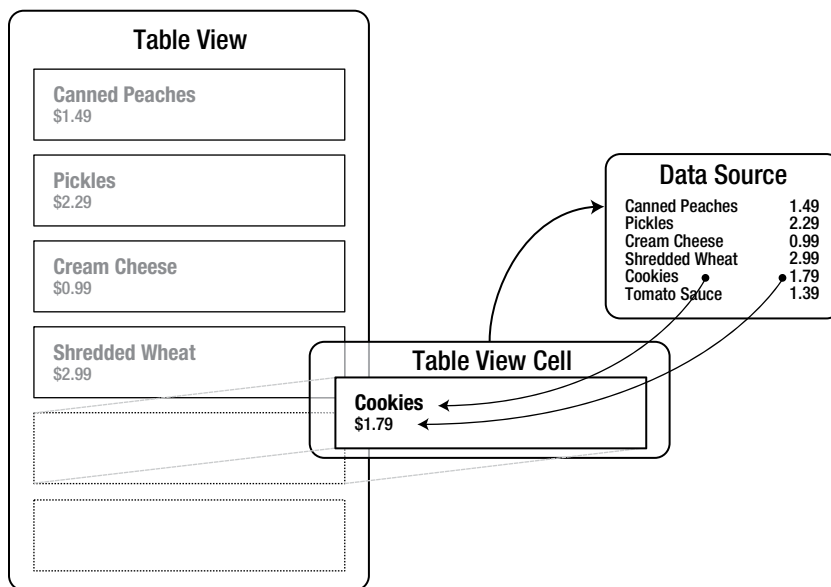 Table View
Canned Peaches
$1.49
Pickles
$2.29
Cream Cheese
$0.99
Shredded Wheat
$2.99
Table View Cell
Cookies
$1.79
Data Source
Canned Peaches 1.49
Pickles 2.29
Cream Cheese 0.99
Shredded Wheat 2.99
Cookies 1.79
Tomato Sauce 1.39